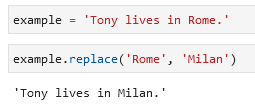 example = 'Tony lives in Rome.'
example.replace('Rome', 'Milan')
'Tony lives in Milan.'